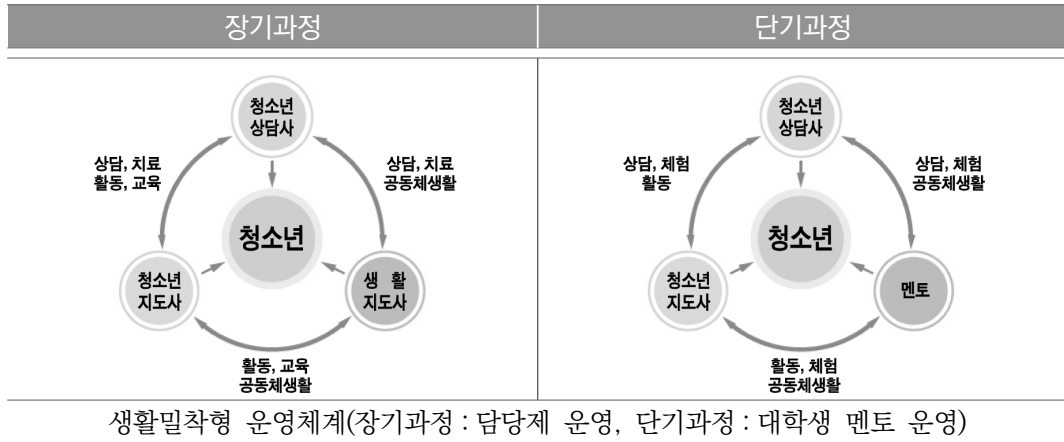 장기과정
단기과정
청소년
상담사
상담, 치료
활동, 교육
상담, 치료
공동체생활
청소년
청소년
지도사
생 활
지도사
활동, 교육
공동체생활
청소년
상담사
상담, 체험
활동
상담, 체험
공동체생활
청소년
청소년
지도사
멘토
활동, 체험
공동체생활
생활밀착형 운영체계(장기과정 : 담당제 운영, 단기과정 : 대학생 멘토 운영)